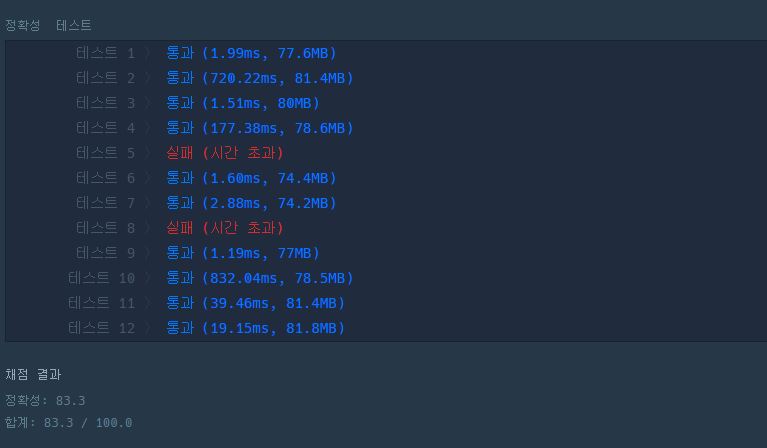 정확성 테스트
테스트 1 〉 통과 (1.99ms, 77.6MB)
테스트 2 〉 통과 (720.22ms, 81.4MB)
테스트 3 〉 통과 (1.51ms, 80MB)
테스트 4 〉 통과 (177.38ms, 78.6MB)
테스트 5 〉 실패 (시간 초과)
테스트 6 〉 통과 (1.60ms, 74.4MB)
테스트 7 〉 통과 (2.88ms, 74.2MB)
테스트 8 〉 실패 (시간 초과)
테스트 9 〉 통과 (1.19ms, 77MB)
테스트 10 〉 통과 (832.04ms, 78.5MB)
테스트 11 〉 통과 (39.46ms, 81.4MB)
테스트 12 〉 통과 (19.15ms, 81.8MB)
채점 결과
정확성: 83.3
합계: 83.3 / 100.0